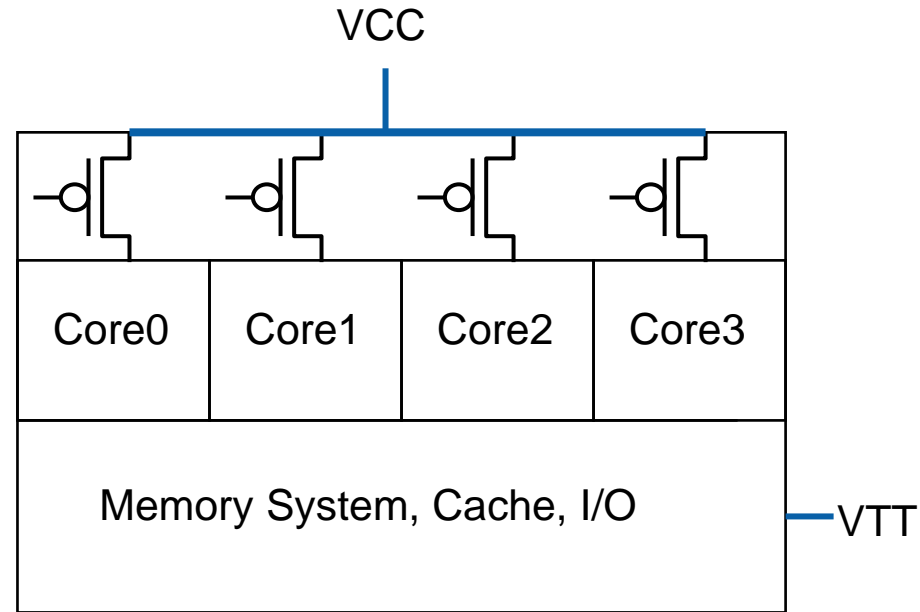 VCC
Core0
Core1
Core2
Core3
Memory System, Cache, I/O
VTT